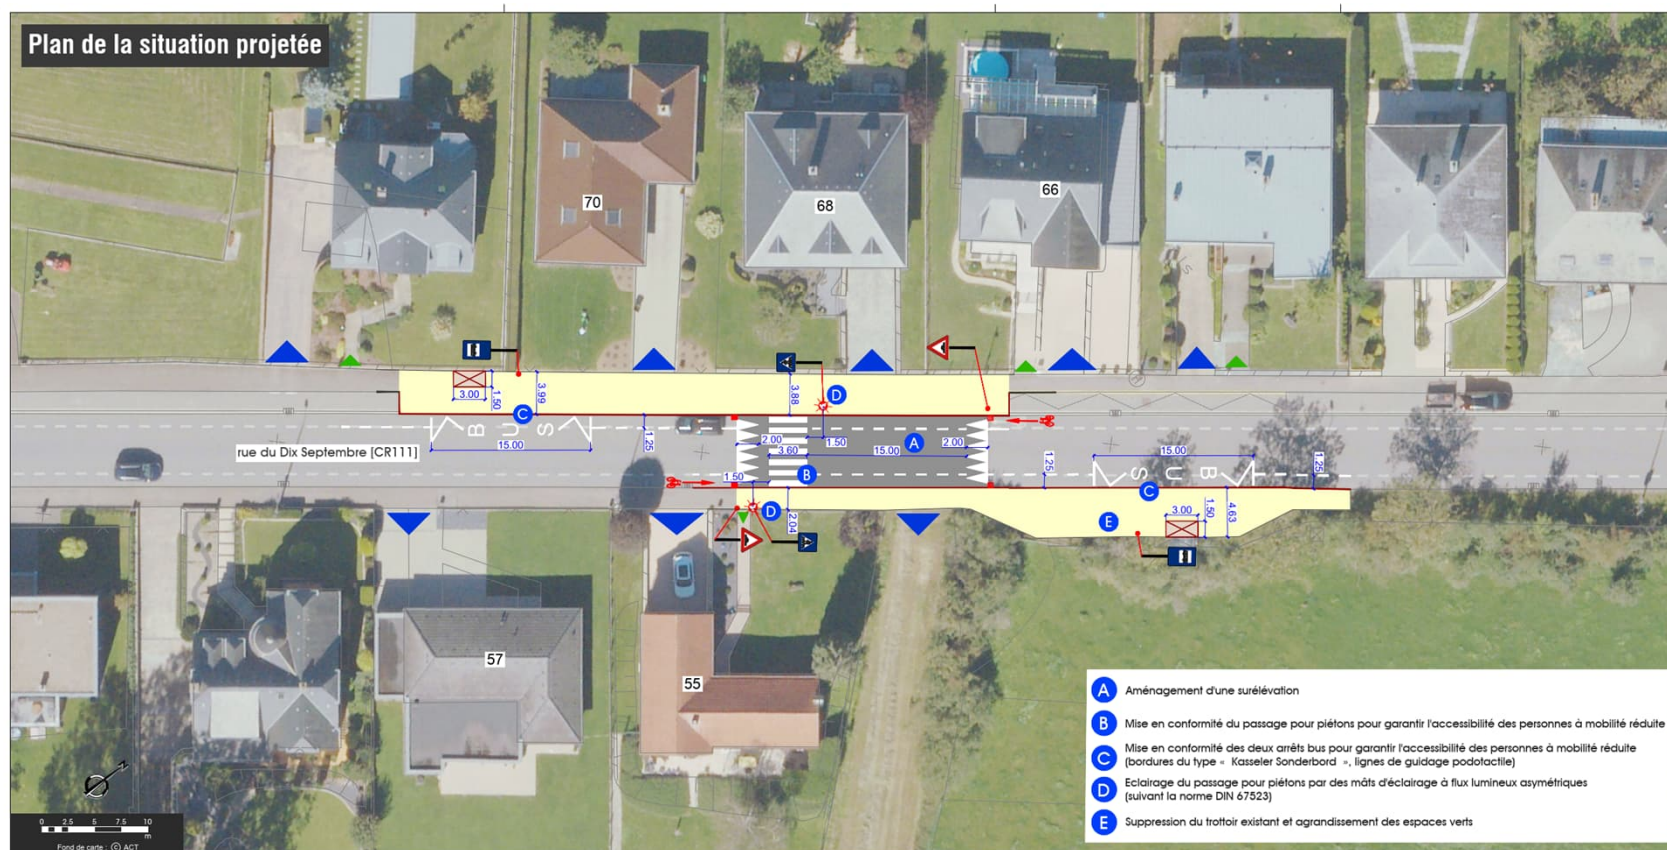 Plan de la situation projetée
70
68
66
3.00
1.50
3.99
3.88
D
C
B U S
15.00
1.25
2.00
3.60
1.50
15.00
A
2.00
rue du Dix Septembre [CR111]
1.50
B
1.25
15.00
B U S
1.25
C
D
2.04
E
3.00
1.50
4.63
57
55
A Aménagement d'une surélévation
B Mise en conformité du passage pour piétons pour garantir l'accessibilité des personnes à mobilité réduite
C Mise en conformité des deux arrêts bus pour garantir l'accessibilité des personnes à mobilité réduite
(bordures du type « Kasseler Sonderbord », lignes de guidage podotactile)
D Eclairage du passage pour piétons par des mâts d'éclairage à flux lumineux asymétriques
(suivant la norme DIN 67523)
E Suppression du trottoir existant et agrandissement des espaces verts
0 2.5 5 7.5 10
m
Fond de carte : © ACT